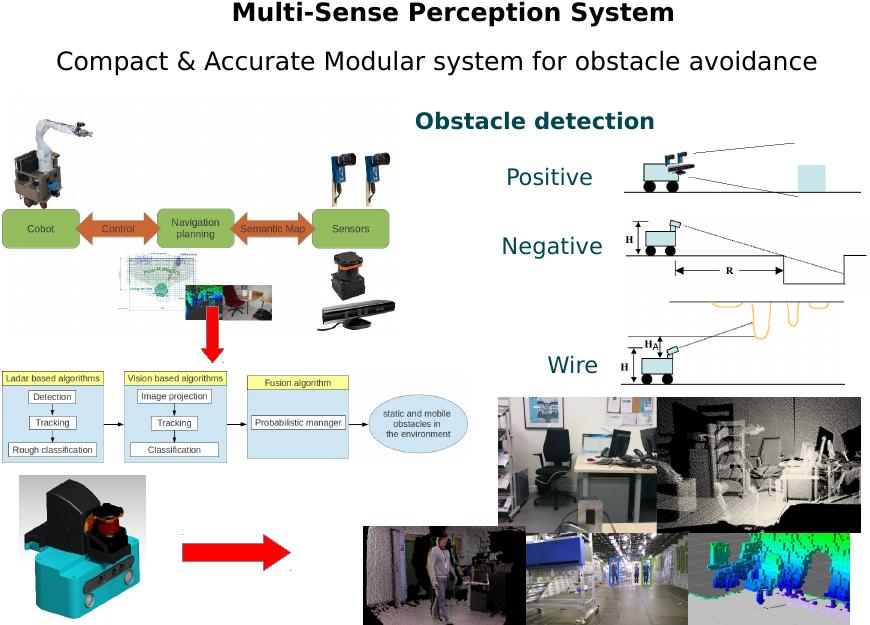 Multi-Sense Perception System
Compact & Accurate Modular system for obstacle avoidance
Obstacle detection
Positive
Negative
H
R
Wire
HA
H
Cobot
Control
Navigation
planning
Semantic Map
Sensors
Ladar based algorithms
Detection
Tracking
Rough classification
Vision based algorithms
Image projection
Tracking
Classification
Fusion algorithm
Probabilistic manager
static and mobile
obstacles in
the environment